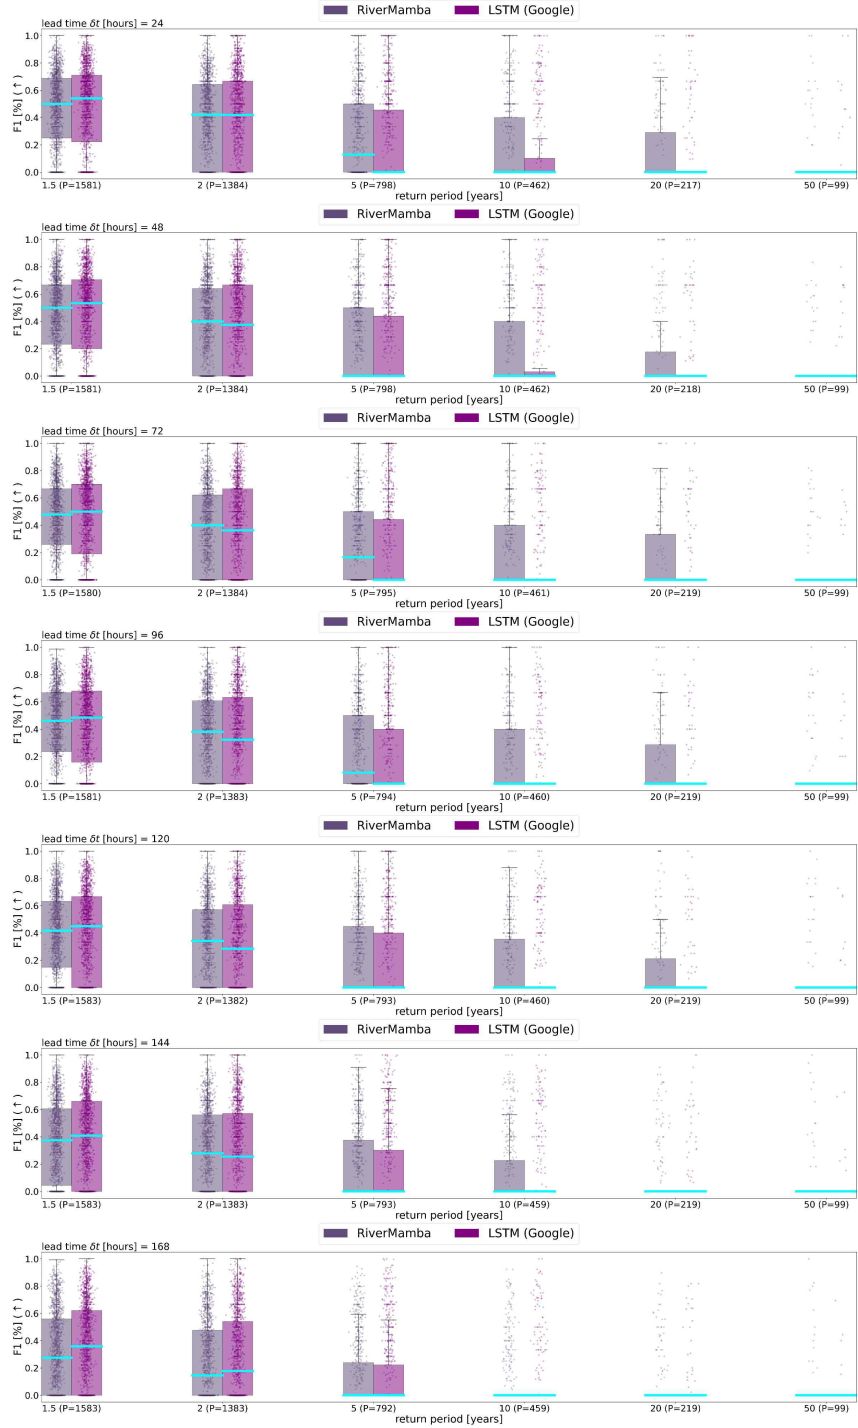 RiverMamba LSTM (Google)
lead time δt [hours] = 24
F1 [%] (↑)
1.0
0.8
0.6
0.4
0.2
0.0
1.5 (P=1581) 2 (P=1384) 5 (P=798) 10 (P=462) 20 (P=217) 50 (P=99)
return period [years]
RiverMamba LSTM (Google)
lead time δt [hours] = 48
F1 [%] (↑)
1.0
0.8
0.6
0.4
0.2
0.0
1.5 (P=1581) 2 (P=1384) 5 (P=798) 10 (P=462) 20 (P=218) 50 (P=99)
return period [years]
RiverMamba LSTM (Google)
lead time δt [hours] = 72
F1 [%] (↑)
1.0
0.8
0.6
0.4
0.2
0.0
1.5 (P=1580) 2 (P=1384) 5 (P=795) 10 (P=461) 20 (P=219) 50 (P=99)
return period [years]
RiverMamba LSTM (Google)
lead time δt [hours] = 96
F1 [%] (↑)
1.0
0.8
0.6
0.4
0.2
0.0
1.5 (P=1581) 2 (P=1383) 5 (P=794) 10 (P=460) 20 (P=219) 50 (P=99)
return period [years]
RiverMamba LSTM (Google)
lead time δt [hours] = 120
F1 [%] (↑)
1.0
0.8
0.6
0.4
0.2
0.0
1.5 (P=1583) 2 (P=1382) 5 (P=793) 10 (P=460) 20 (P=219) 50 (P=99)
return period [years]
RiverMamba LSTM (Google)
lead time δt [hours] = 144
F1 [%] (↑)
1.0
0.8
0.6
0.4
0.2
0.0
1.5 (P=1583) 2 (P=1383) 5 (P=793) 10 (P=459) 20 (P=219) 50 (P=99)
return period [years]
RiverMamba LSTM (Google)
lead time δt [hours] = 168
F1 [%] (↑)
1.0
0.8
0.6
0.4
0.2
0.0
1.5 (P=1583) 2 (P=1383) 5 (P=792) 10 (P=459) 20 (P=219) 50 (P=99)
return period [years]